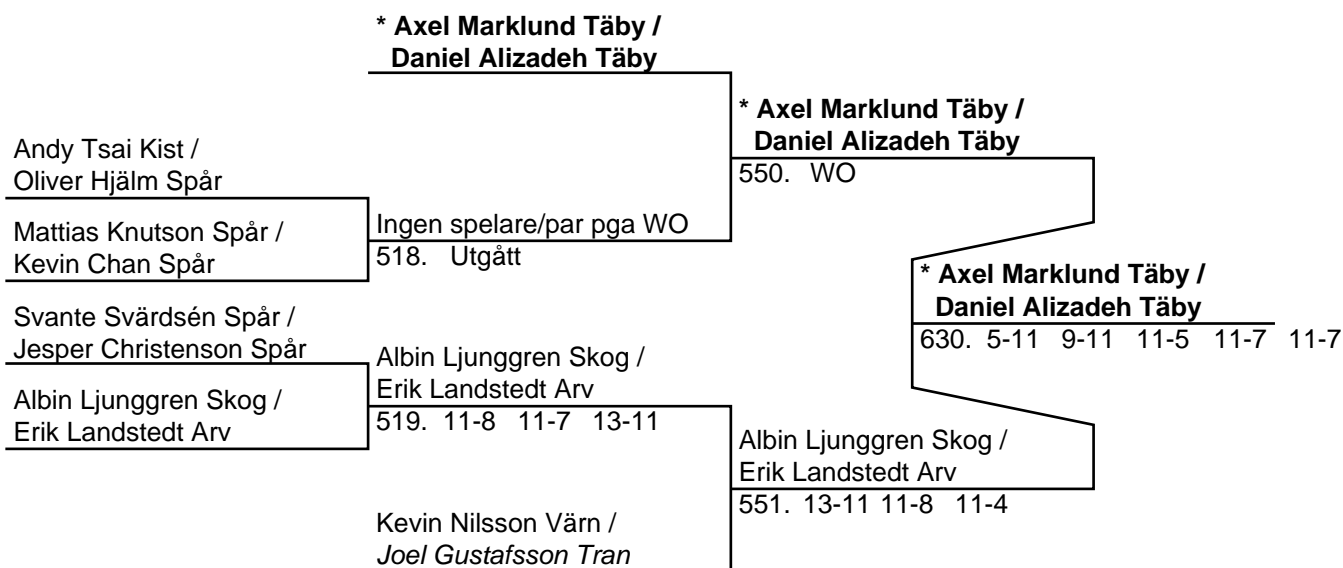 * Axel Marklund Täby /
Daniel Alizadeh Täby
* Axel Marklund Täby /
Daniel Alizadeh Täby
550. WO
Andy Tsai Kist /
Oliver Hjälm Spår
Mattias Knutson Spår /
Kevin Chan Spår
Ingen spelare/par pga WO
518. Utgått
* Axel Marklund Täby /
Daniel Alizadeh Täby
630. 5-11 9-11 11-5 11-7 11-7
Svante Svärdsén Spår /
Jesper Christenson Spår
Albin Ljunggren Skog /
Erik Landstedt Arv
Albin Ljunggren Skog /
Erik Landstedt Arv
519. 11-8 11-7 13-11
Albin Ljunggren Skog /
Erik Landstedt Arv
551. 13-11 11-8 11-4
Kevin Nilsson Värn /
Joel Gustafsson Tran